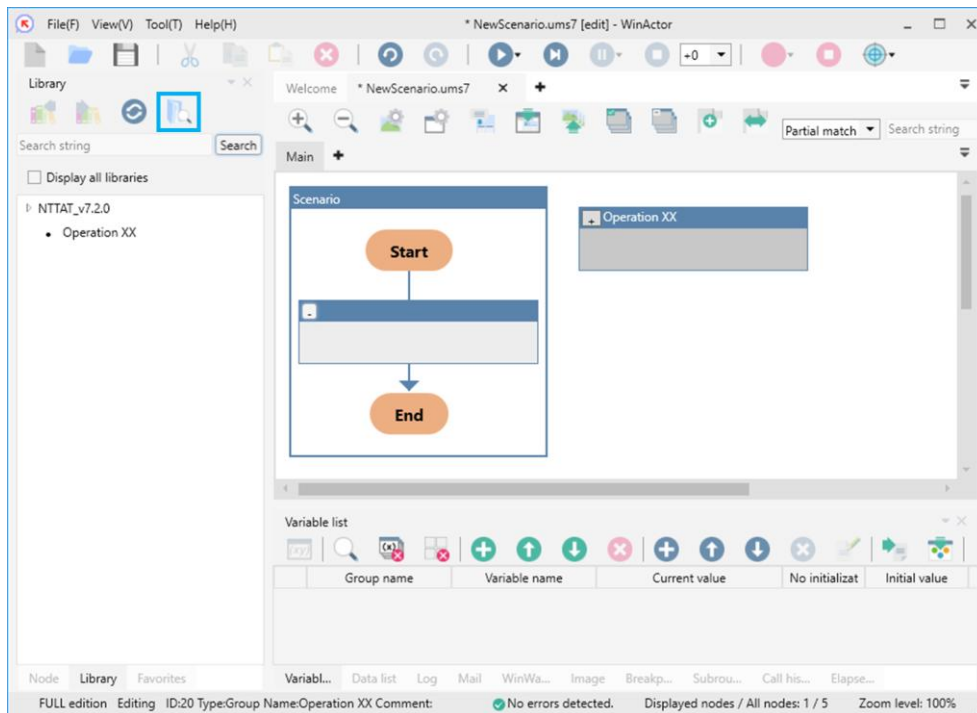 File(F) View(V) Tool(T) Help(H)
* NewScenario.ums7 [edit] - WinActor
+0
Library
Search string
Search
Display all libraries
NTTAT_v7.2.0
Operation XX
Welcome
* NewScenario.ums7
Partial match
Search string
Main
Scenario
Start
End
Operation XX
Variable list
Group name
Variable name
Current value
No initializat
Initial value
Node Library Favorites
Variabl... Data list Log Mail WinWa... Image Breakp... Subrou... Call his... Elapse...
FULL edition Editing ID:20 Type:Group Name:Operation XX Comment: No errors detected. Displayed nodes / All nodes: 1 / 5 Zoom level: 100%